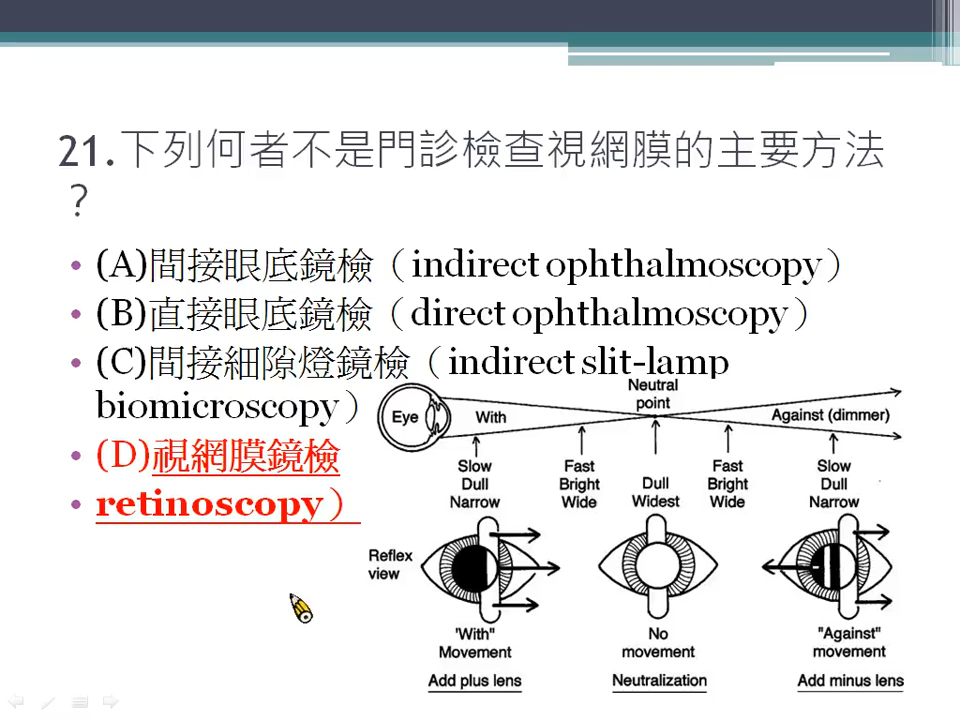 21.下列何者不是門診檢查視網膜的主要方法
？
• (A)間接眼底鏡檢（indirect ophthalmoscopy）
• (B)直接眼底鏡檢（direct ophthalmoscopy）
• (C)間接細隙燈鏡檢（indirect slit-lamp
biomicroscopy）
• (D)視網膜鏡檢
• retinoscopy）
Neutral
point
Eye
With
Against (dimmer)
Slow
Dull
Narrow
Fast
Bright
Wide
Dull
Widest
Fast
Bright
Wide
Slow
Dull
Narrow
Reflex
view
"With"
Movement
No
movement
"Against"
movement
Add plus lens
Neutralization
Add minus lens